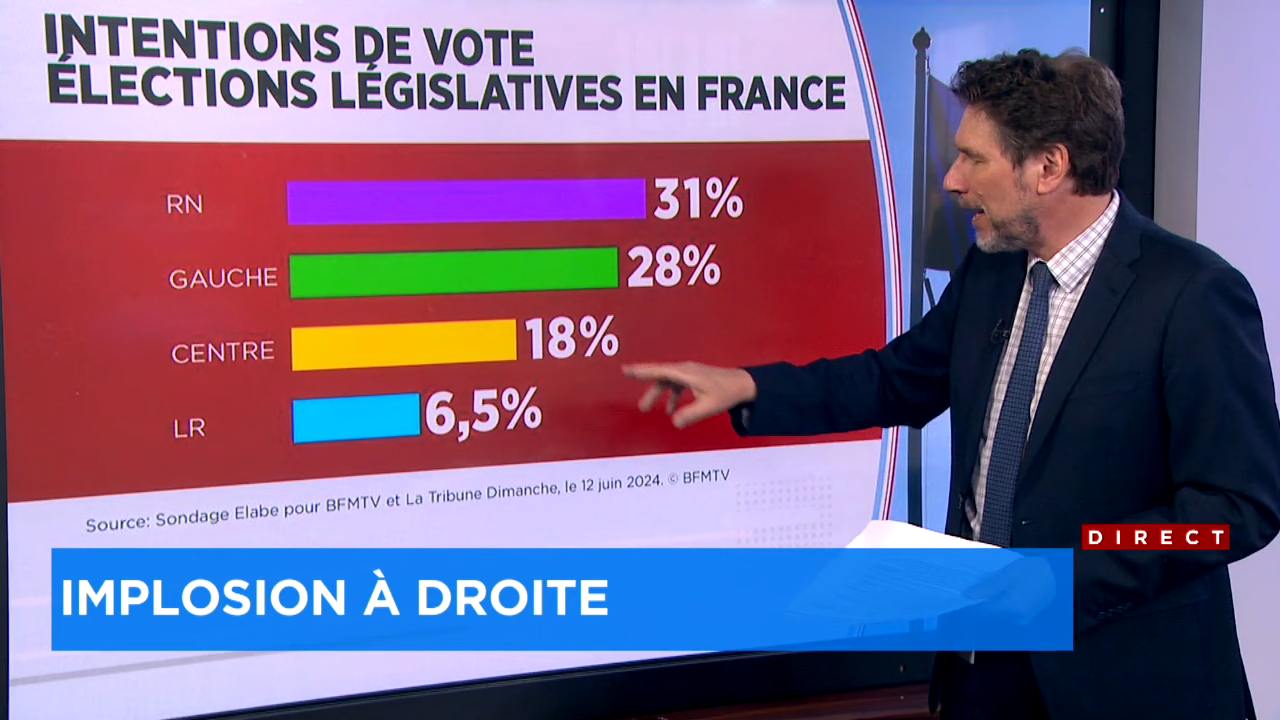 INTENTIONS DE VOTE
ÉLECTIONS LÉGISLATIVES EN FRANCE
RN 31%
GAUCHE 28%
CENTRE 18%
LR 6,5%
Source: Sondage Elabe pour BFMTV et La Tribune Dimanche, le 12 juin 2024. © BFMTV
DIRECT
IMPLOSION À DROITE